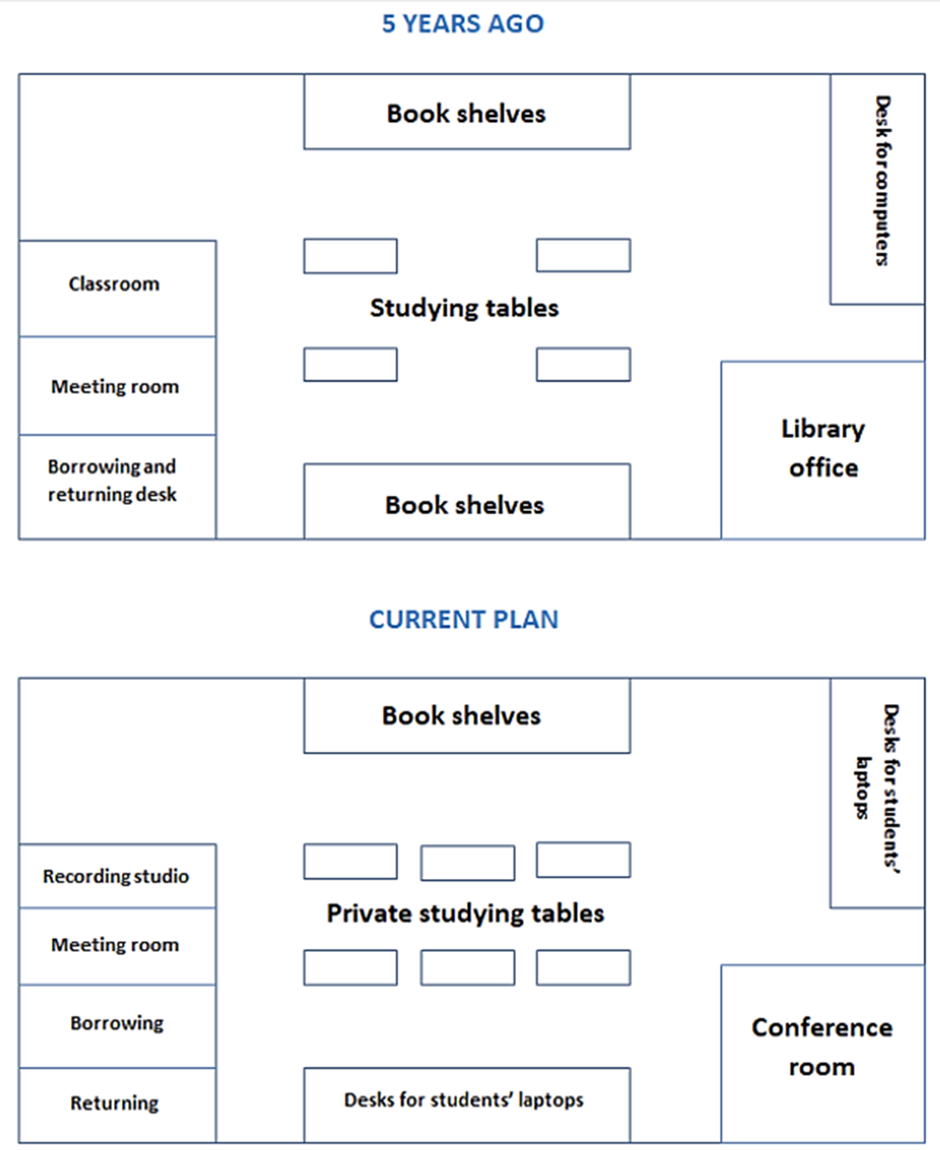 5 YEARS AGO
Book shelves
Desk for computers
Classroom
Studying tables
Meeting room
Library
office
Borrowing and
returning desk
Book shelves
CURRENT PLAN
Book shelves
Desks for students’
laptops
Recording studio
Private studying tables
Meeting room
Borrowing
Conference
room
Returning
Desks for students’ laptops